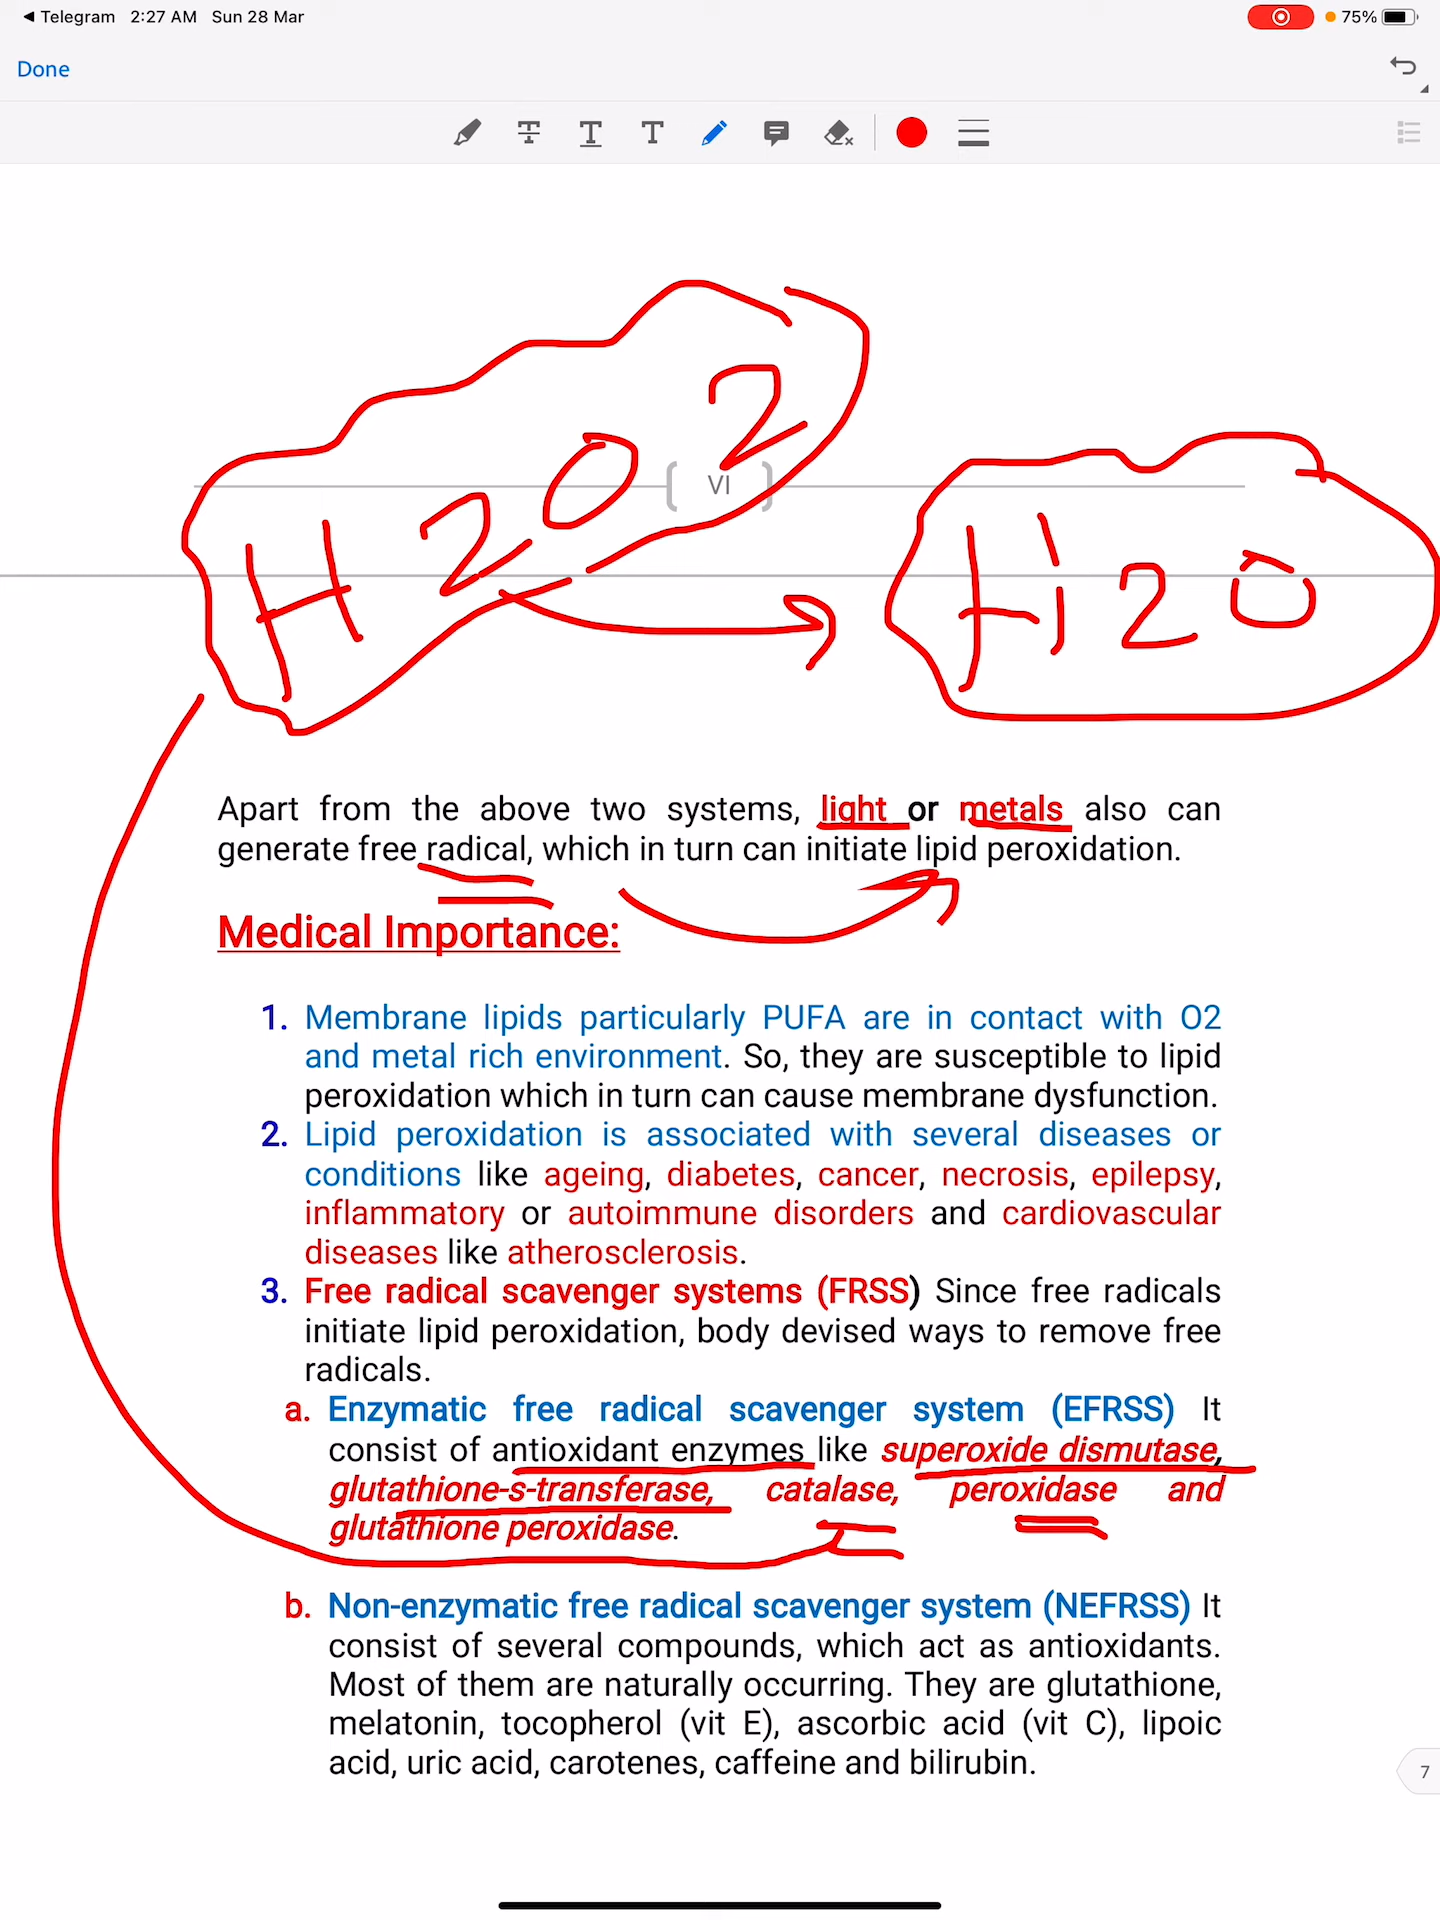 ◀ Telegram 2:27 AM Sun 28 Mar 75%
Done
H2O2
VI
H2O
Apart from the above two systems, light or metals also can
generate free radical, which in turn can initiate lipid peroxidation.
Medical Importance:
1. Membrane lipids particularly PUFA are in contact with O2
and metal rich environment. So, they are susceptible to lipid
peroxidation which in turn can cause membrane dysfunction.
2. Lipid peroxidation is associated with several diseases or
conditions like ageing, diabetes, cancer, necrosis, epilepsy,
inflammatory or autoimmune disorders and cardiovascular
diseases like atherosclerosis.
3. Free radical scavenger systems (FRSS) Since free radicals
initiate lipid peroxidation, body devised ways to remove free
radicals.
a. Enzymatic free radical scavenger system (EFRSS) It
consist of antioxidant enzymes like superoxide dismutase,
glutathione-s-transferase, catalase, peroxidase and
glutathione peroxidase.
b. Non-enzymatic free radical scavenger system (NEFRSS) It
consist of several compounds, which act as antioxidants.
Most of them are naturally occurring. They are glutathione,
melatonin, tocopherol (vit E), ascorbic acid (vit C), lipoic
acid, uric acid, carotenes, caffeine and bilirubin.
7